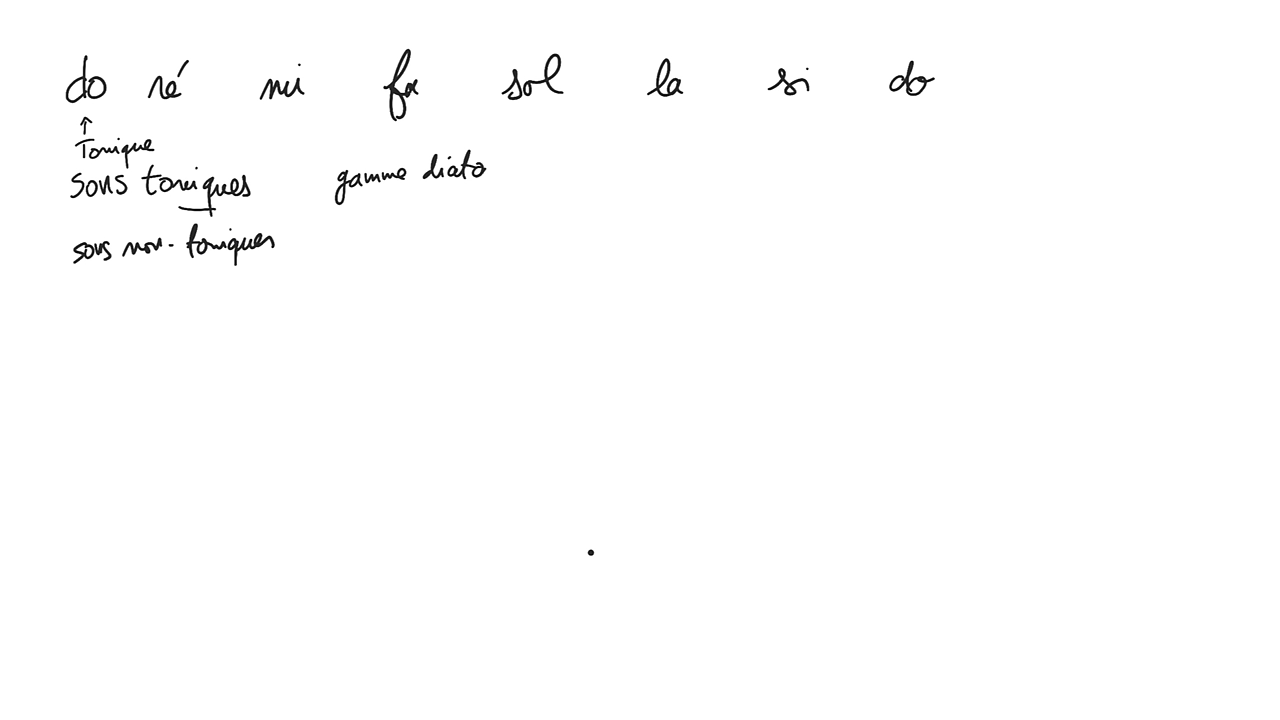 do ré mi fa sol la si do
↑
Tonique
sons toniques gamme diato
sons non-toniques